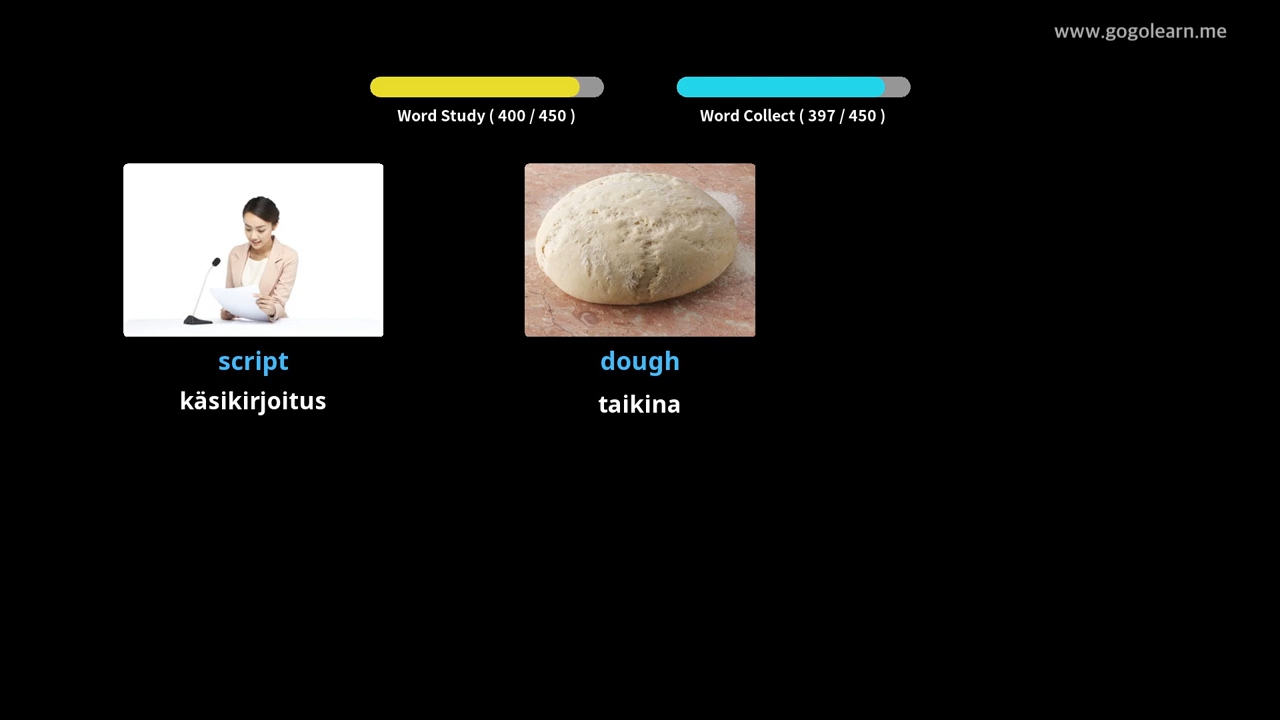 www.gogolearn.me
Word Study ( 400 / 450 )
Word Collect ( 397 / 450 )
script
käsikirjoitus
dough
taikina